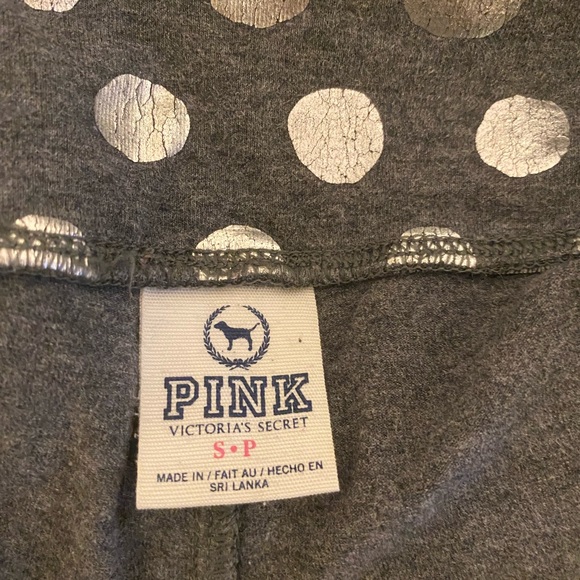 PINK
VICTORIA'S SECRET
S•P
MADE IN / FAIT AU / HECHO EN
SRI LANKA